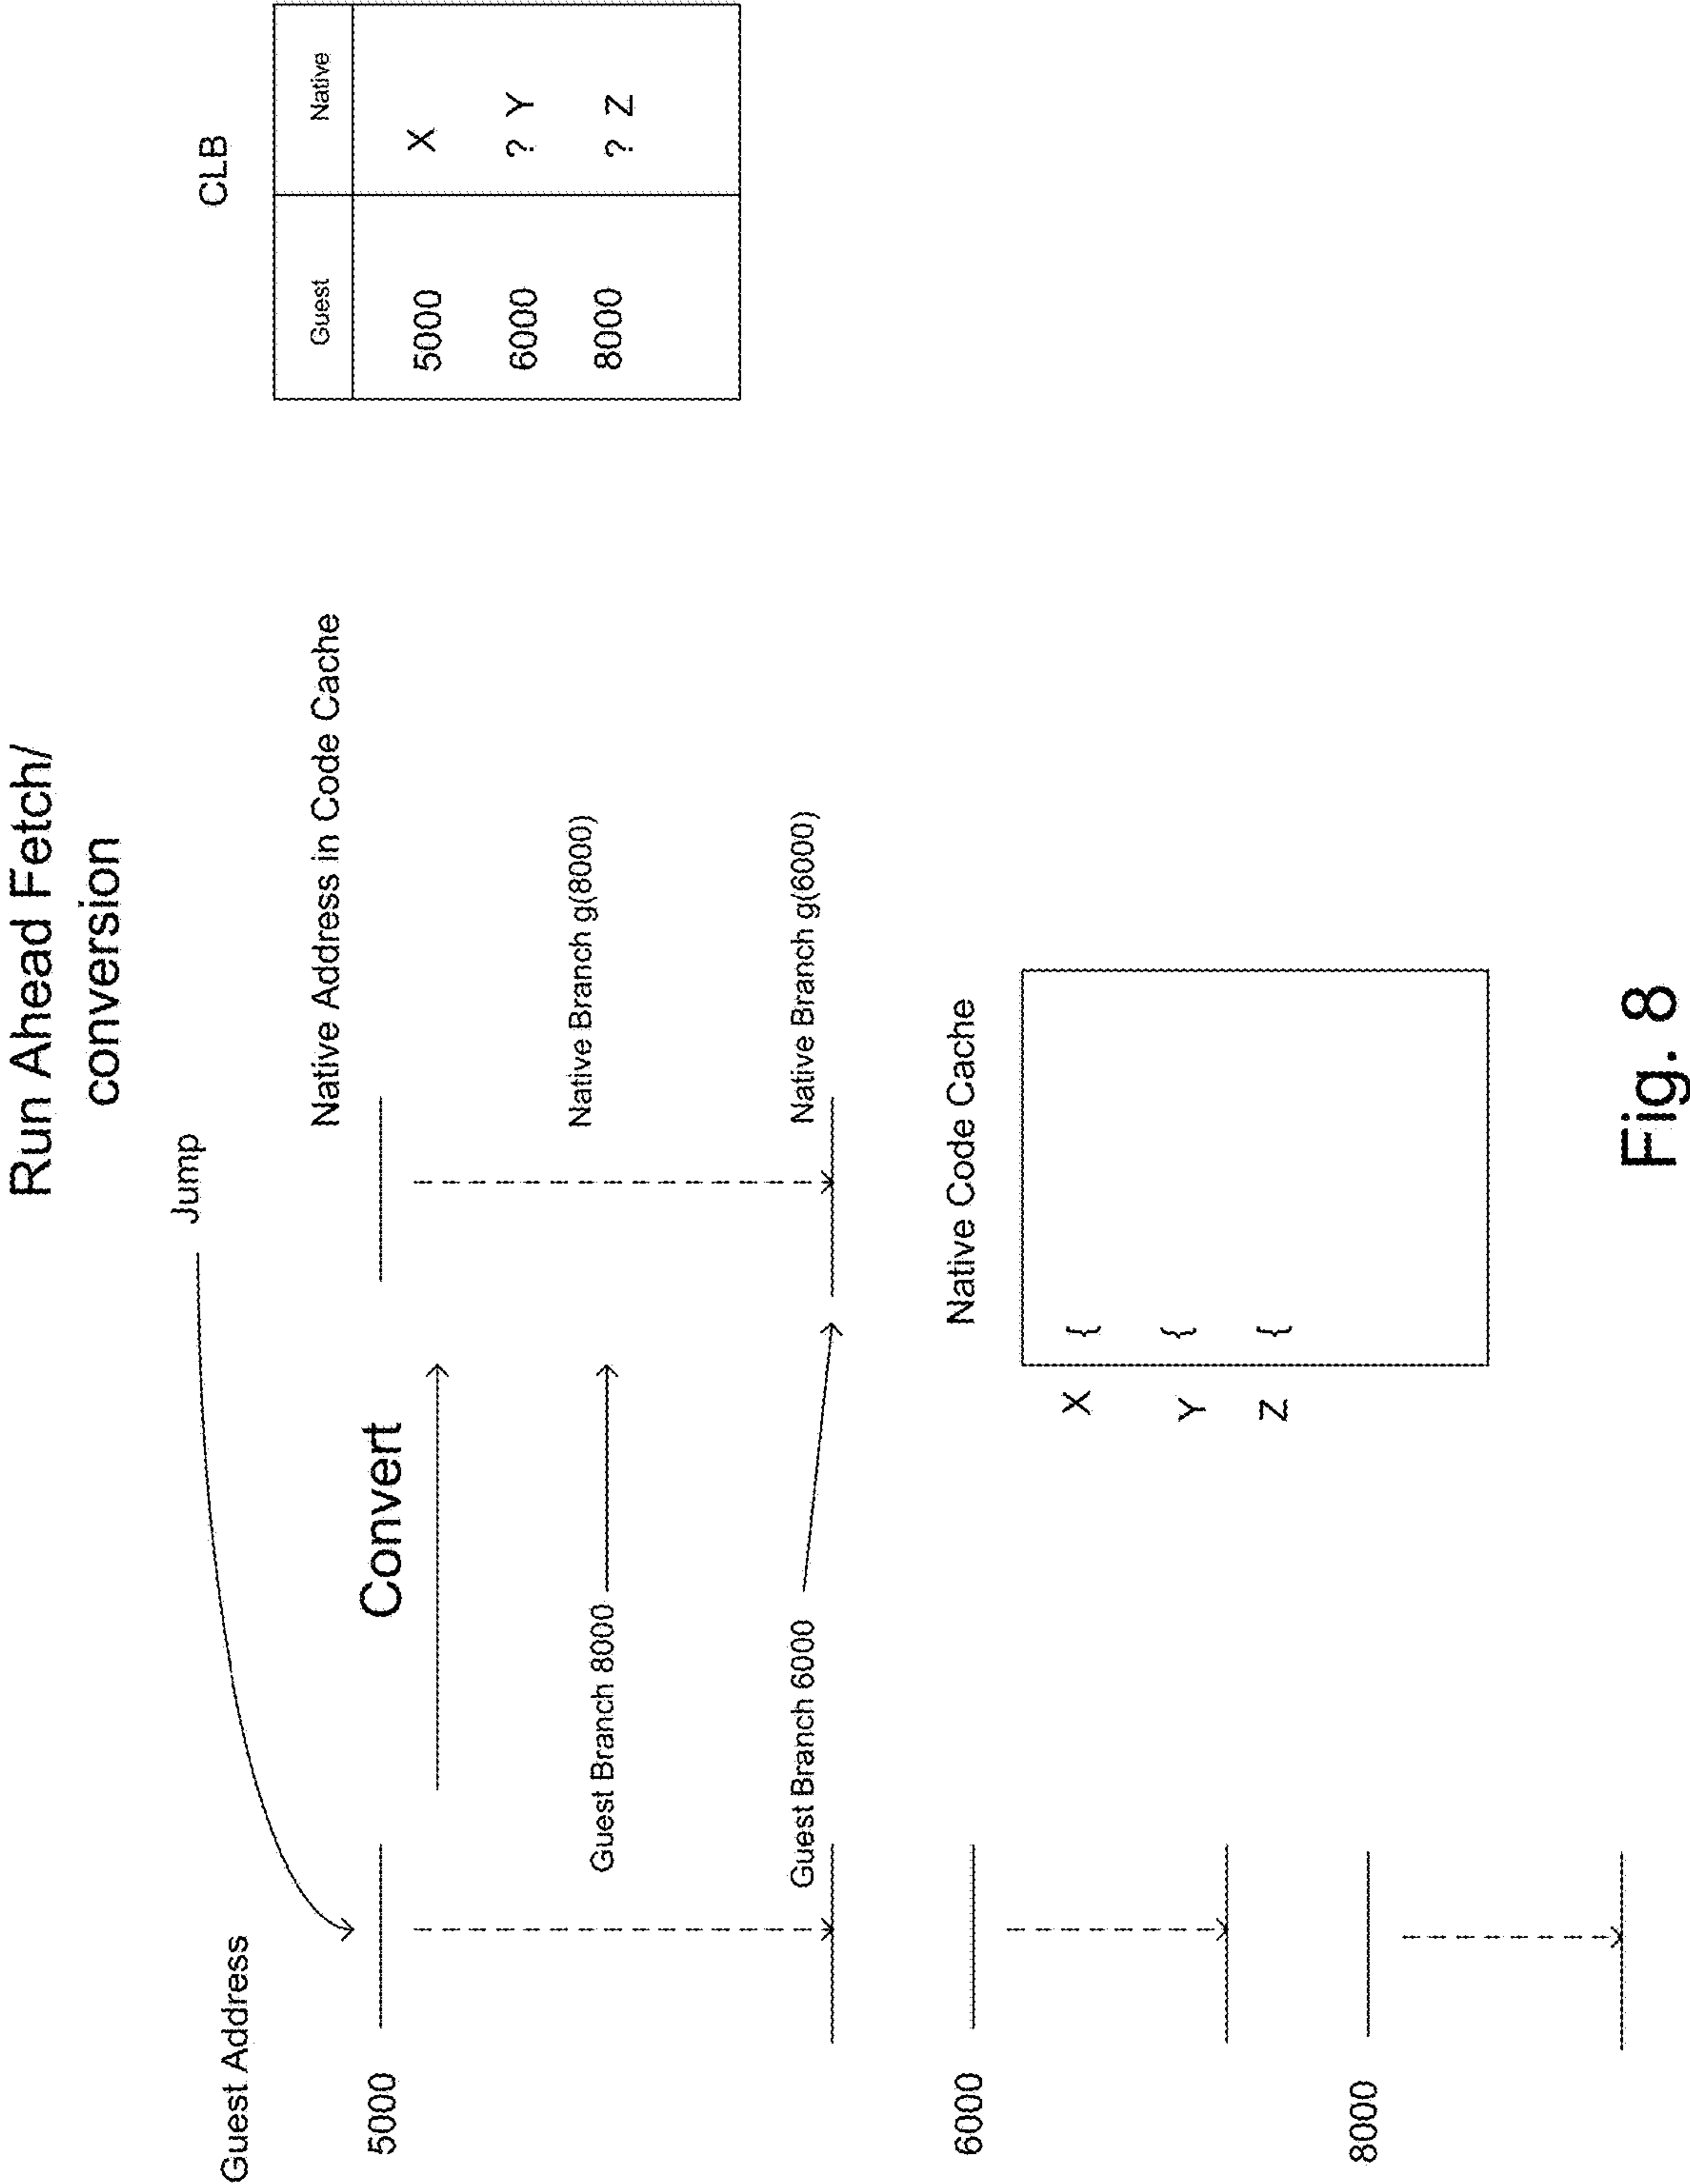 Run Ahead Fetch/
conversion
Jump
Guest Address
Native Address in Code Cache
CLB
Guest Native
5000 X
6000 ? Y
8000 ? Z
5000
Convert
Guest Branch 8000
Native Branch g(8000)
Guest Branch 6000
Native Branch g(6000)
6000
8000
Native Code Cache
X {
Y {
Z {
Fig. 8